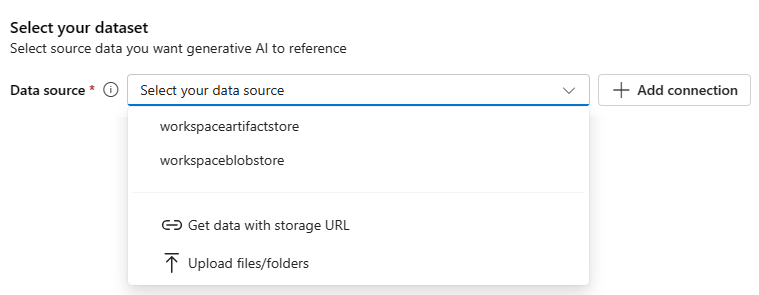 Select your dataset
Select source data you want generative AI to reference
Data source * Select your data source + Add connection
workspaceartifactstore
workspaceblobstore
Get data with storage URL
Upload files/folders